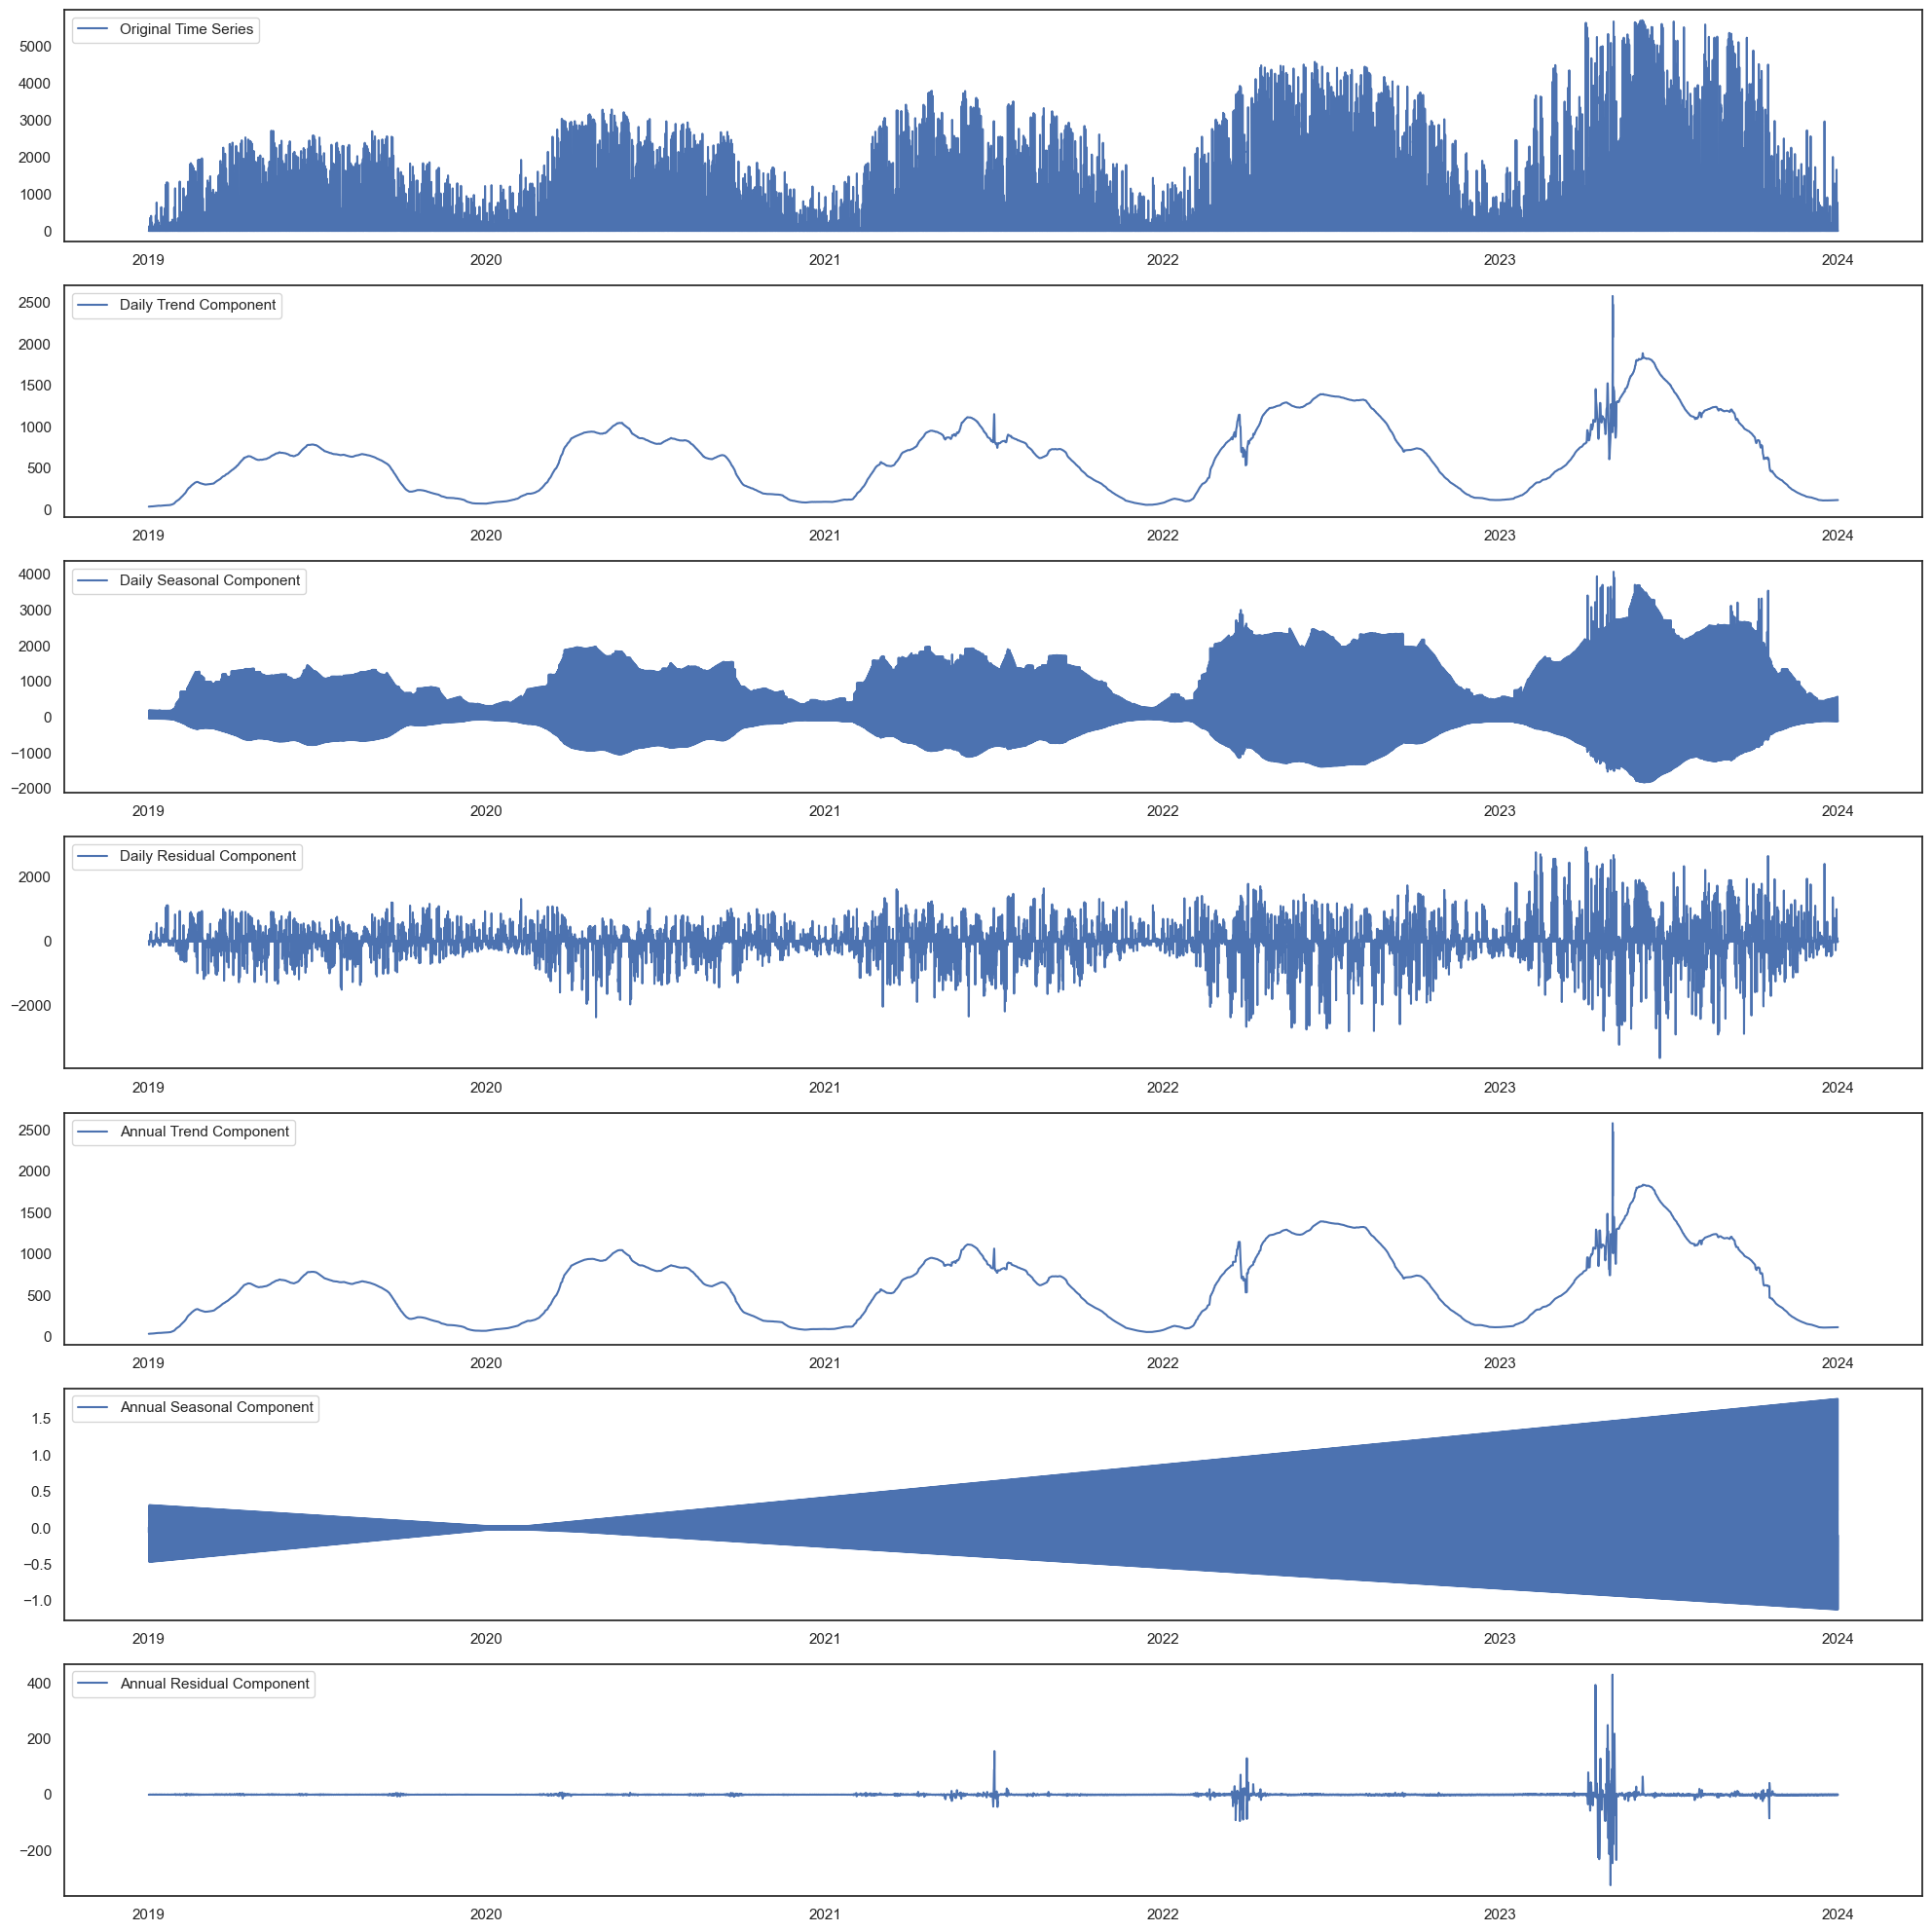 Original Time Series
5000
4000
3000
2000
1000
0
2019 2020 2021 2022 2023 2024
Daily Trend Component
2500
2000
1500
1000
500
0
2019 2020 2021 2022 2023 2024
Daily Seasonal Component
4000
3000
2000
1000
0
−1000
−2000
2019 2020 2021 2022 2023 2024
Daily Residual Component
2000
0
−2000
2019 2020 2021 2022 2023 2024
Annual Trend Component
2500
2000
1500
1000
500
0
2019 2020 2021 2022 2023 2024
Annual Seasonal Component
1.5
1.0
0.5
0.0
−0.5
−1.0
2019 2020 2021 2022 2023 2024
Annual Residual Component
400
200
0
−200
2019 2020 2021 2022 2023 2024